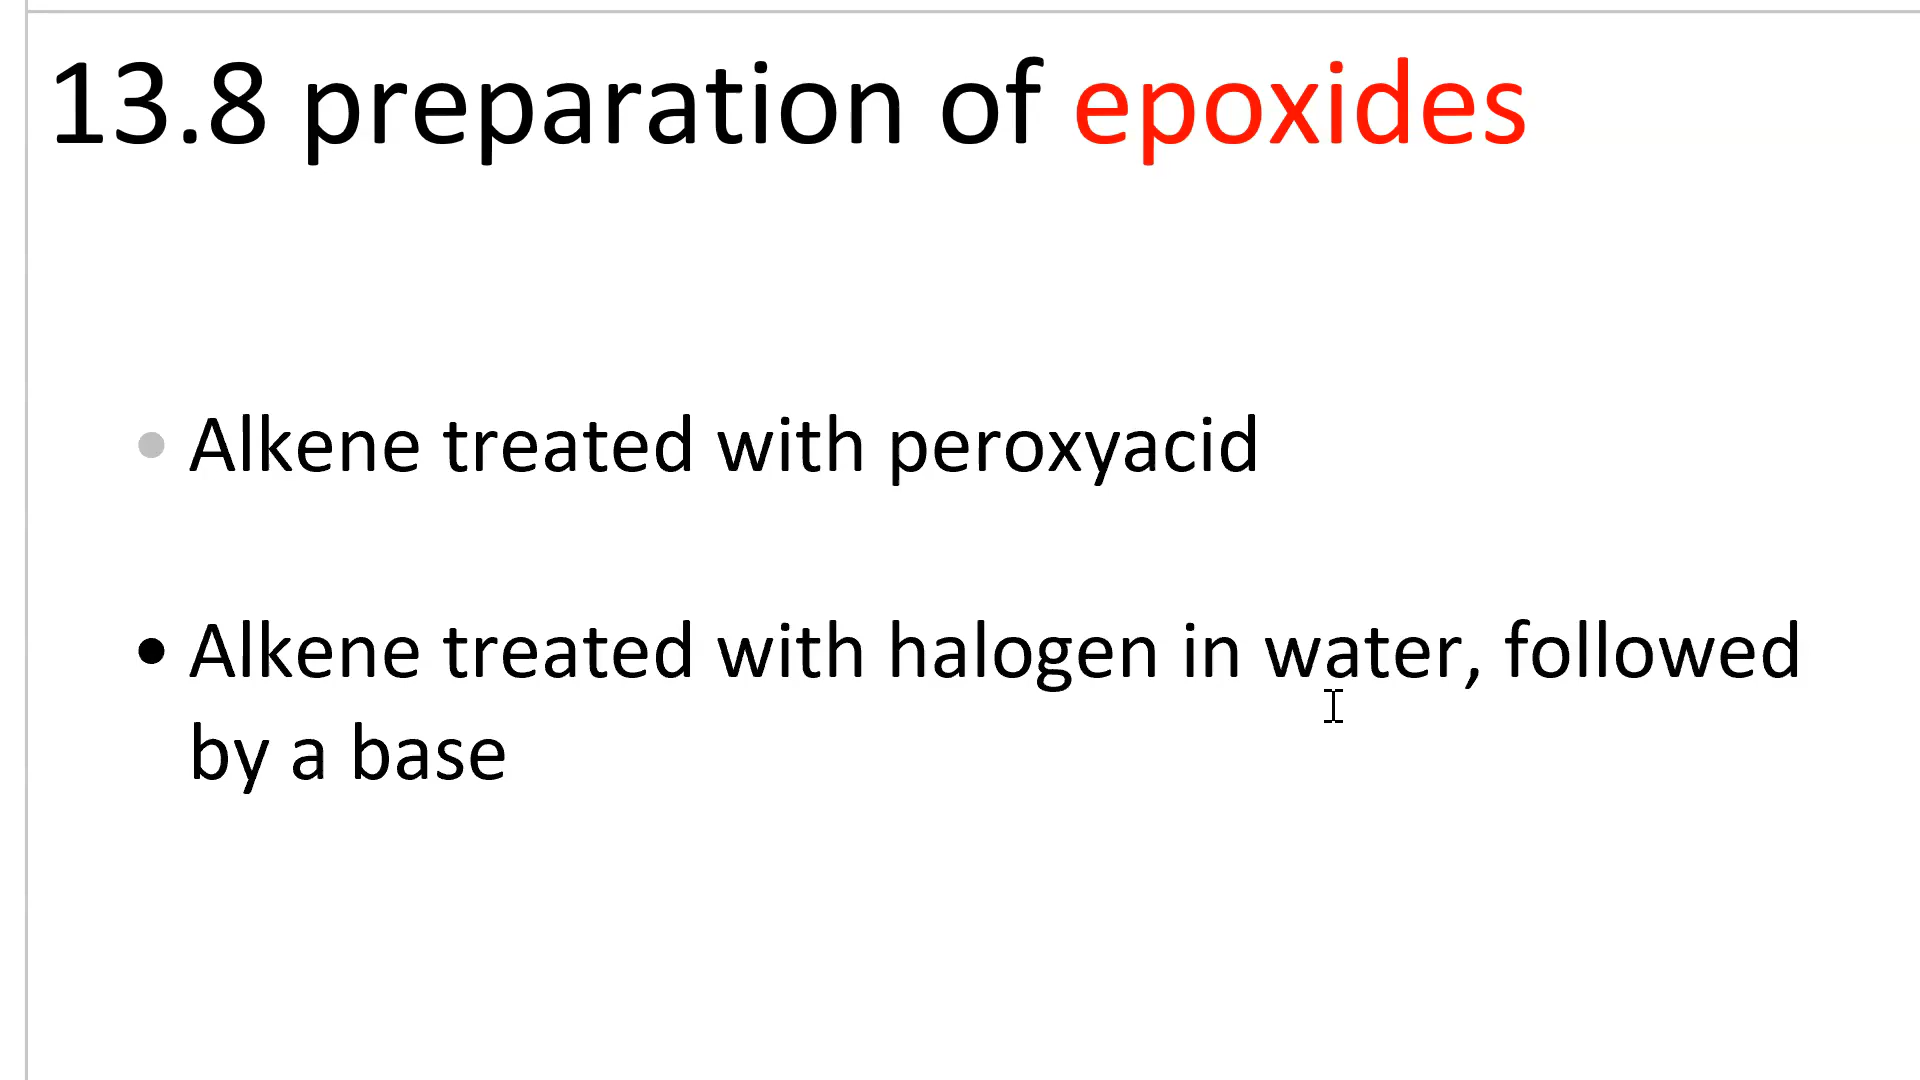 13.8 preparation of epoxides
• Alkene treated with peroxyacid
• Alkene treated with halogen in water, followed
by a base